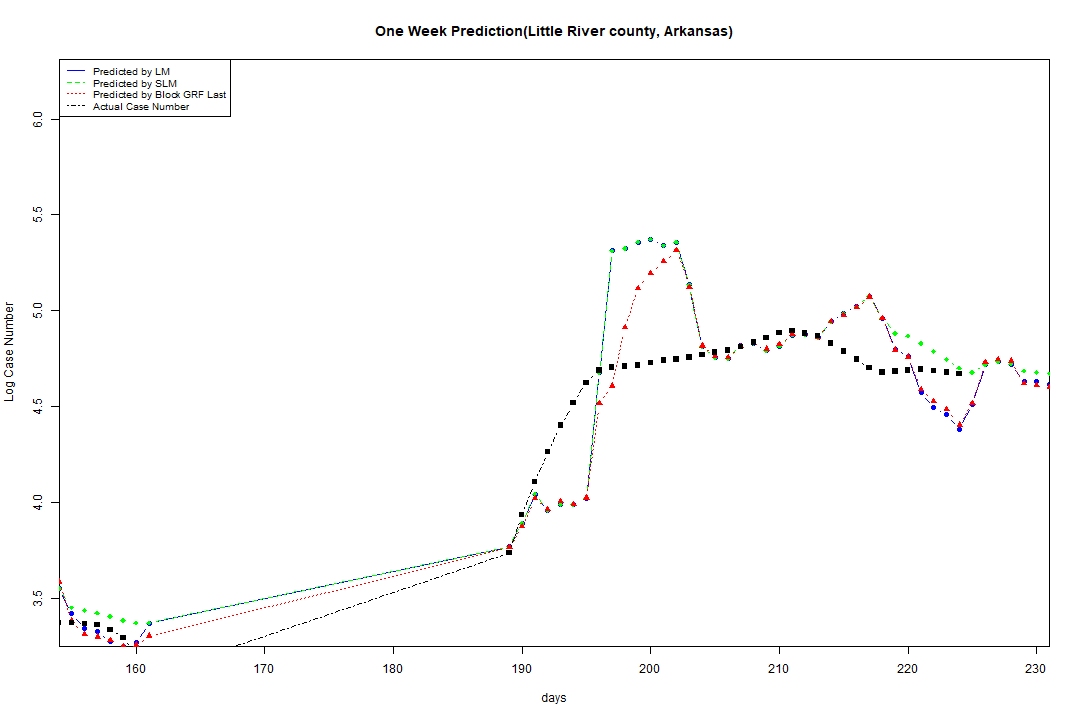 One Week Prediction(Little River county, Arkansas)
Predicted by LM
Predicted by SLM
Predicted by Block GRF Last
Actual Case Number
Log Case Number
6.0
5.5
5.0
4.5
4.0
3.5
160 170 180 190 200 210 220 230
days